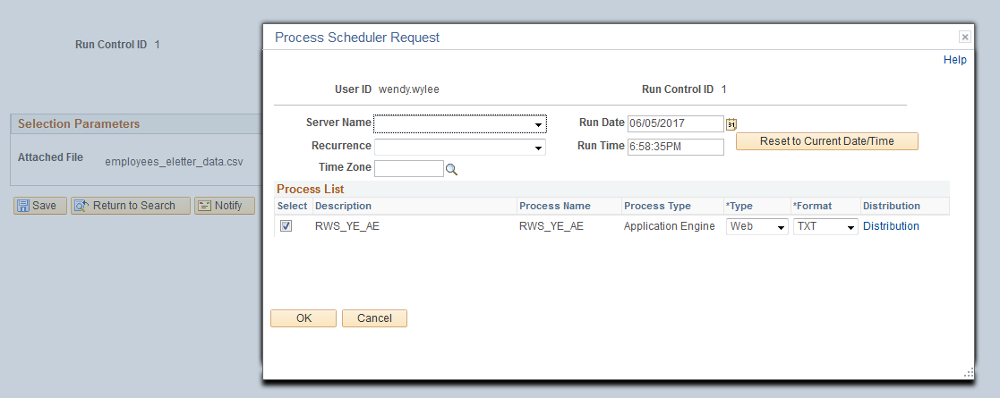 Run Control ID 1
Selection Parameters
Attached File employees_eletter_data.csv
Save Return to Search Notify
Process Scheduler Request
Help
User ID wendy.wylee Run Control ID 1
Server Name Run Date 06/05/2017
Recurrence Run Time 6:58:35PM Reset to Current Date/Time
Time Zone
Process List
Select Description Process Name Process Type *Type *Format Distribution
RWS_YE_AE RWS_YE_AE Application Engine Web TXT Distribution
OK Cancel